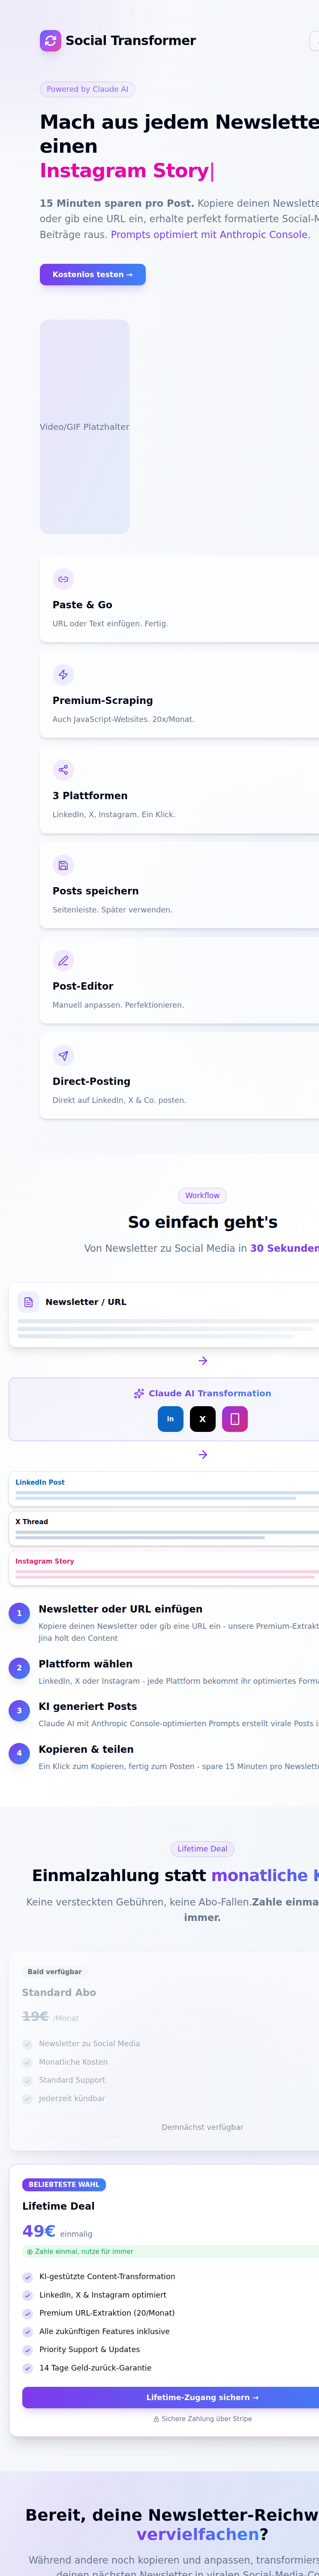 Social Transformer
Powered by Claude AI
Mach aus jedem Newslette
einen
Instagram Story|
15 Minuten sparen pro Post. Kopiere deinen Newslette
oder gib eine URL ein, erhalte perfekt formatierte Social-M
Beiträge raus. Prompts optimiert mit Anthropic Console.
Kostenlos testen →
Video/GIF Platzhalter
Paste & Go
URL oder Text einfügen. Fertig.
Premium-Scraping
Auch JavaScript-Websites. 20x/Monat.
3 Plattformen
LinkedIn, X, Instagram. Ein Klick.
Posts speichern
Seitenleiste. Später verwenden.
Post-Editor
Manuell anpassen. Perfektionieren.
Direct-Posting
Direkt auf LinkedIn, X & Co. posten.
Workflow
So einfach geht's
Von Newsletter zu Social Media in 30 Sekunden
Newsletter / URL
Claude AI Transformation
in
X
LinkedIn Post
X Thread
Instagram Story
1
Newsletter oder URL einfügen
Kopiere deinen Newsletter oder gib eine URL ein - unsere Premium-Extrakt
Jina holt den Content
2
Plattform wählen
LinkedIn, X oder Instagram - jede Plattform bekommt ihr optimiertes Forma
3
KI generiert Posts
Claude AI mit Anthropic Console-optimierten Prompts erstellt virale Posts i
4
Kopieren & teilen
Ein Klick zum Kopieren, fertig zum Posten - spare 15 Minuten pro Newslett
Lifetime Deal
Einmalzahlung statt monatliche K
Keine versteckten Gebühren, keine Abo-Fallen.Zahle einma
immer.
Bald verfügbar
Standard Abo
19€ /Monat
Newsletter zu Social Media
Monatliche Kosten
Standard Support
Jederzeit kündbar
Demnächst verfügbar
BELIEBTESTE WAHL
Lifetime Deal
49€ einmalig
Zahle einmal, nutze für immer
KI-gestützte Content-Transformation
LinkedIn, X & Instagram optimiert
Premium URL-Extraktion (20/Monat)
Alle zukünftigen Features inklusive
Priority Support & Updates
14 Tage Geld-zurück-Garantie
Lifetime-Zugang sichern →
Sichere Zahlung über Stripe
Bereit, deine Newsletter-Reichw
vervielfachen?
Während andere noch kopieren und anpassen, transformiers
deinen nächsten Newsletter in viralen Social-Media-Co